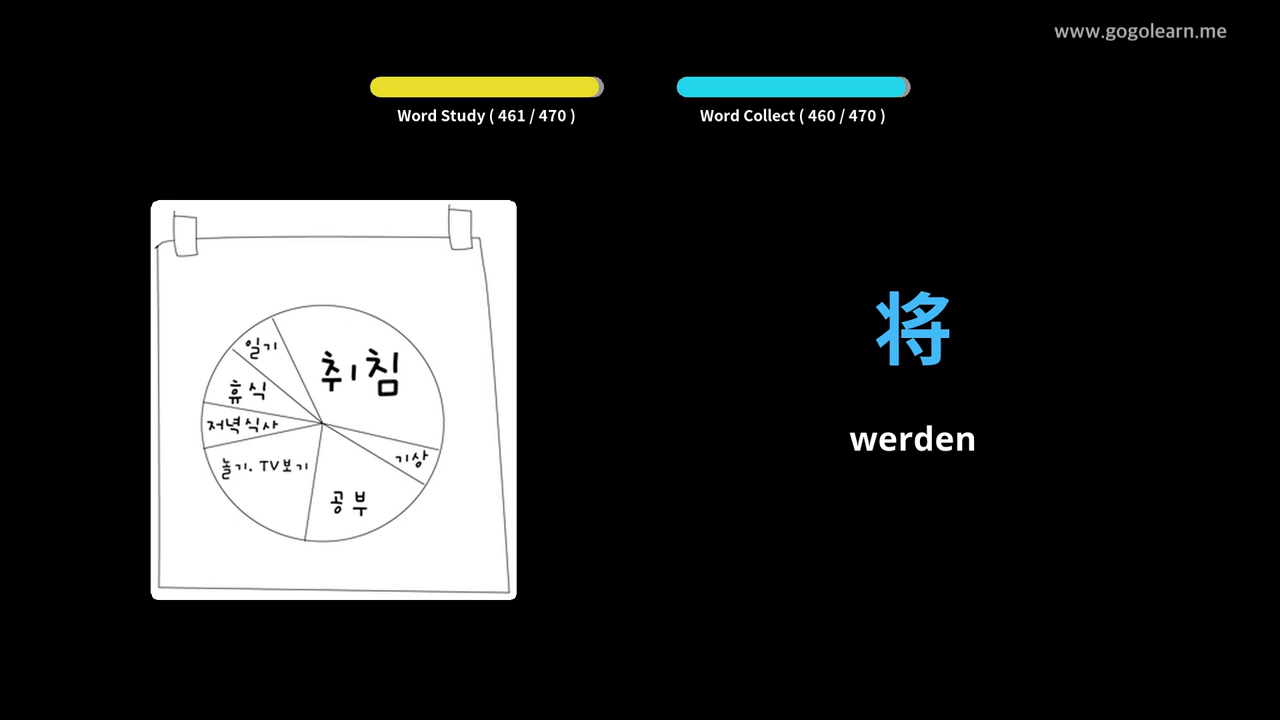 www.gogolearn.me
Word Study ( 461 / 470 )
Word Collect ( 460 / 470 )
일기
취침
휴식
저녁식사
놀기. TV보기
기상
공부
将
werden